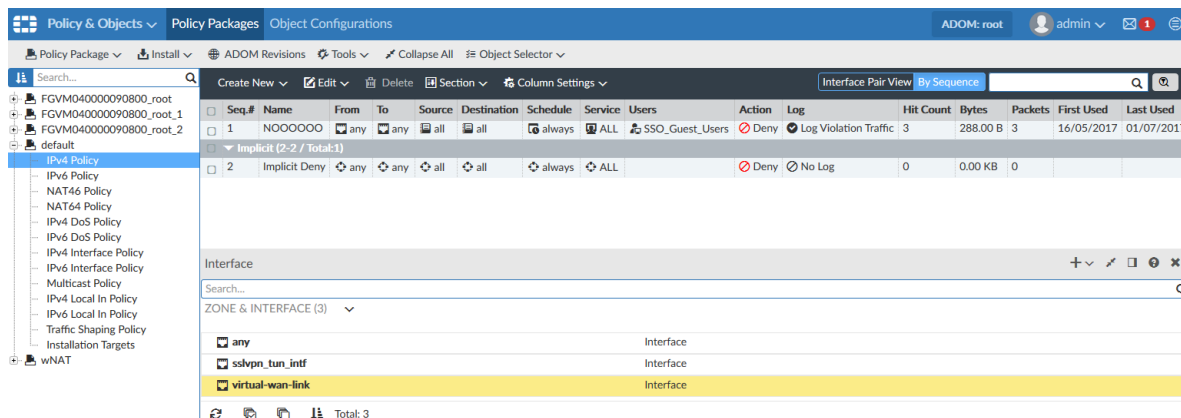 Policy & Objects Policy Packages Object Configurations ADOM: root admin 1
Policy Package Install ADOM Revisions Tools Collapse All Object Selector
Search... Create New Edit Delete Section Column Settings Interface Pair View By Sequence
FGVM040000090800_root
FGVM040000090800_root_1
FGVM040000090800_root_2
default
IPv4 Policy
IPv6 Policy
NAT46 Policy
NAT64 Policy
IPv4 DoS Policy
IPv6 DoS Policy
IPv4 Interface Policy
IPv6 Interface Policy
Multicast Policy
IPv4 Local In Policy
IPv6 Local In Policy
Traffic Shaping Policy
Installation Targets
wNAT
Seq.# Name From To Source Destination Schedule Service Users Action Log Hit Count Bytes Packets First Used Last Used
1 NOOOOOO any any all all always ALL SSO_Guest_Users Deny Log Violation Traffic 3 288.00 B 3 16/05/2017 01/07/2017
Implicit (2-2 / Total:1)
2 Implicit Deny any any all all always ALL Deny No Log 0 0.00 KB 0
Interface
Search...
ZONE & INTERFACE (3)
any Interface
sslvpn_tun_intf Interface
virtual-wan-link Interface
Total: 3